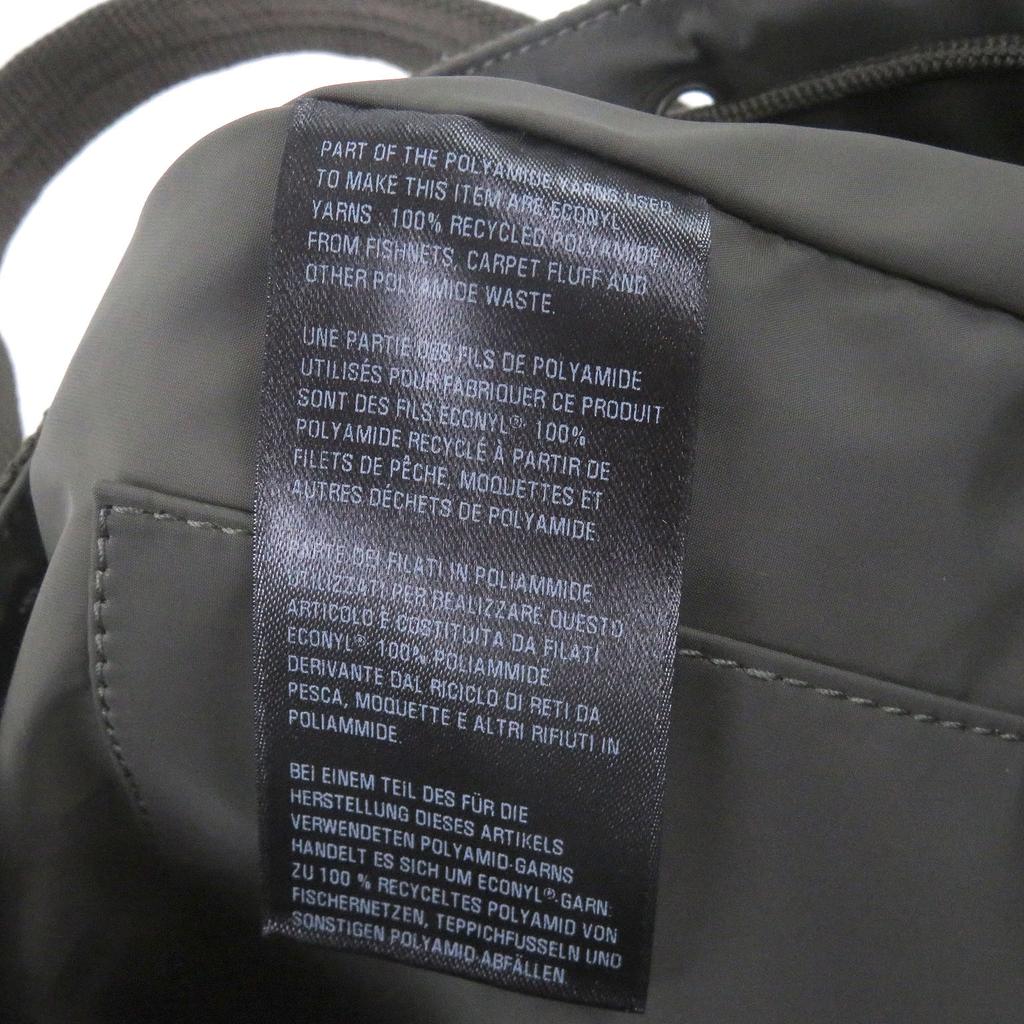 PART OF THE POLYAMIDE YARNS USED
TO MAKE THIS ITEM ARE ECONYL
YARNS : 100% RECYCLED POLYAMIDE
FROM FISHNETS, CARPET FLUFF AND
OTHER POLYAMIDE WASTE.
UNE PARTIE DES FILS DE POLYAMIDE
UTILISÉS POUR FABRIQUER CE PRODUIT
SONT DES FILS ECONYL®: 100%
POLYAMIDE RECYCLÉ À PARTIR DE
FILETS DE PÊCHE, MOQUETTES ET
AUTRES DÉCHETS DE POLYAMIDE
PARTE DEI FILATI IN POLIAMMIDE
UTILIZZATI PER REALIZZARE QUESTO
ARTICOLO È COSTITUITA DA FILATI
ECONYL®: 100% POLIAMMIDE
DERIVANTE DAL RICICLO DI RETI DA
PESCA, MOQUETTE E ALTRI RIFIUTI IN
POLIAMMIDE.
BEI EINEM TEIL DES FÜR DIE
HERSTELLUNG DIESES ARTIKELS
VERWENDETEN POLYAMID-GARNS
HANDELT ES SICH UM ECONYL®-GARN:
ZU 100 % RECYCELTES POLYAMID VON
FISCHERNETZEN, TEPPICHFUSSELN UND
SONSTIGEN POLYAMID-ABFÄLLEN.